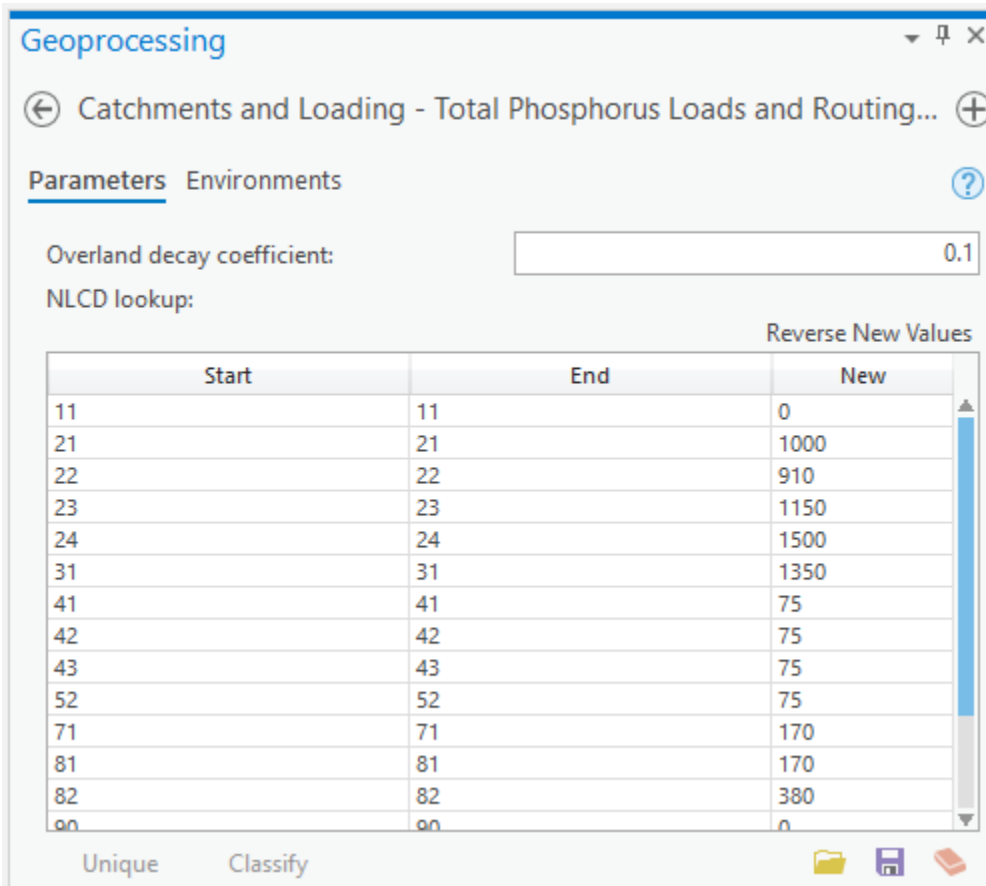 Geoprocessing
Catchments and Loading - Total Phosphorus Loads and Routing...
Parameters Environments
Overland decay coefficient: 0.1
NLCD lookup:
Reverse New Values
Start End New
11 11 0
21 21 1000
22 22 910
23 23 1150
24 24 1500
31 31 1350
41 41 75
42 42 75
43 43 75
52 52 75
71 71 170
81 81 170
82 82 380
90 90 0
Unique Classify